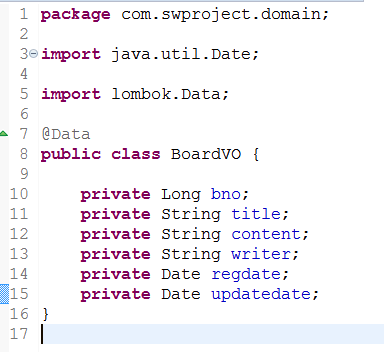 1 package com.swproject.domain;
2
3 import java.util.Date;
4
5 import lombok.Data;
6
7 @Data
8 public class BoardVO {
9
10 private Long bno;
11 private String title;
12 private String content;
13 private String writer;
14 private Date regdate;
15 private Date updatedate;
16 }
17